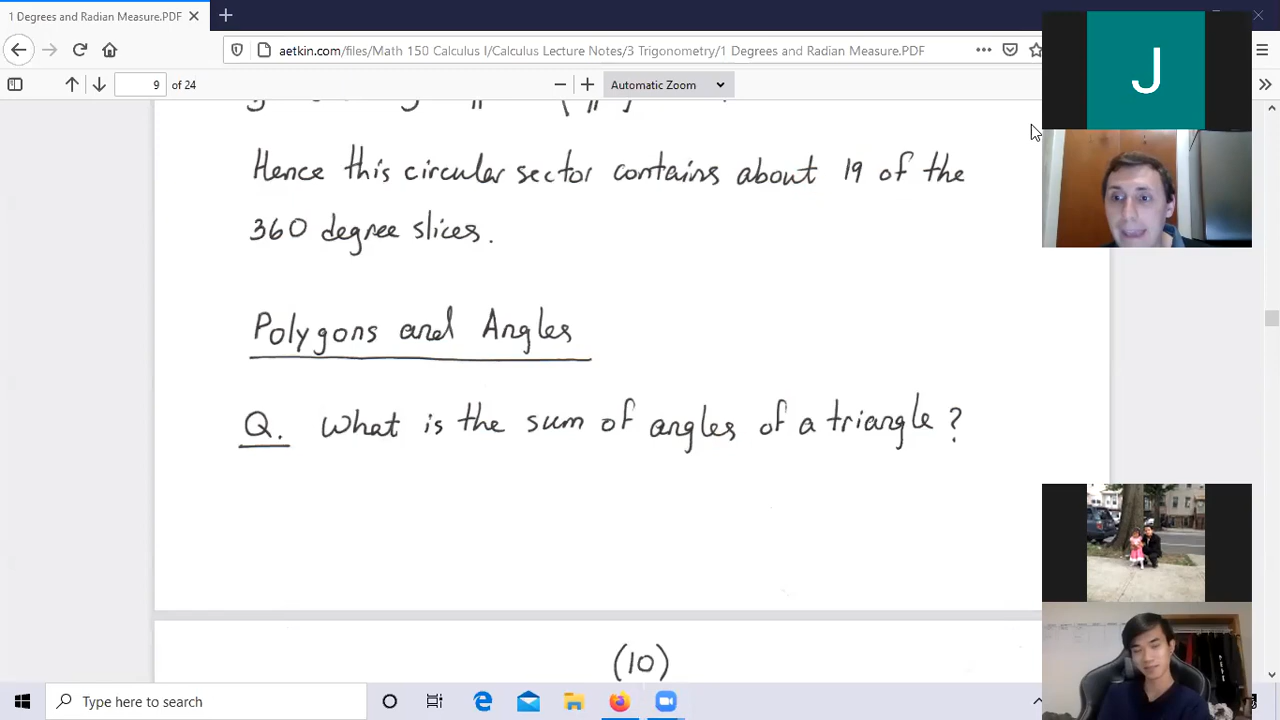 1 Degrees and Radian Measure.PDF
aetkin.com/files/Math 150 Calculus I/Calculus Lecture Notes/3 Trigonometry/1 Degrees and Radian Measure.PDF
9 of 24
Automatic Zoom
J
Hence this circular sector contains about 19 of the
360 degree slices.
Polygons and Angles
Q. What is the sum of angles of a triangle?
(10)
Type here to search